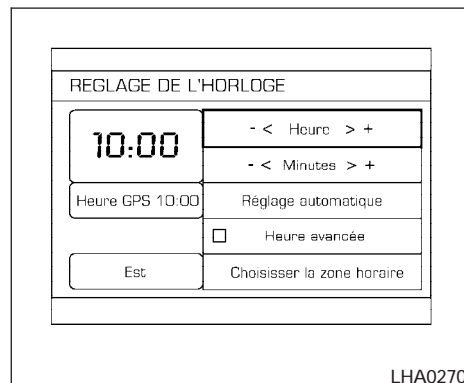 REGLAGE DE L'HORLOGE
10:00
- < Heure > +
- < Minutes > +
Heure GPS 10:00
Réglage automatique
Heure avancée
Est
Choisisser la zone horaire
LHA0270